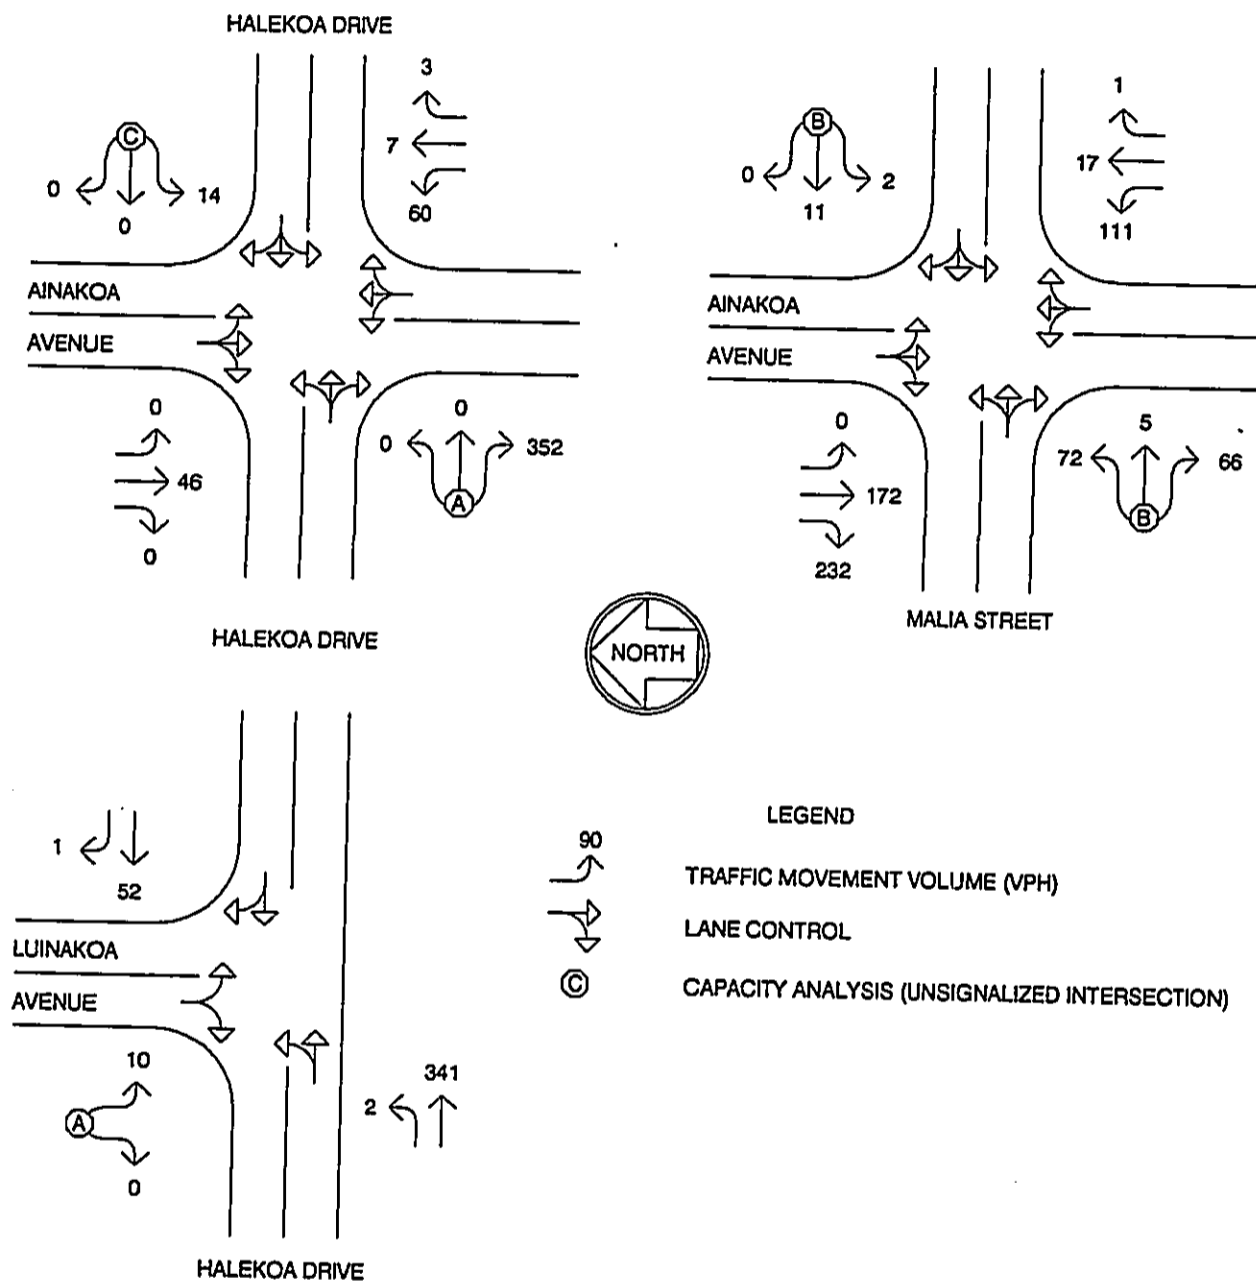 HALEKOA DRIVE
3
C
7
0
14
0
60
AINAKOA
AVENUE
0
46
0
0
0
352
A
HALEKOA DRIVE
1
B
17
0
2
11
111
AINAKOA
AVENUE
0
172
232
5
72
66
B
MALIA STREET
NORTH
1
52
LUINAKOA
AVENUE
10
A
0
341
2
HALEKOA DRIVE
LEGEND
90
TRAFFIC MOVEMENT VOLUME (VPH)
LANE CONTROL
C CAPACITY ANALYSIS (UNSIGNALIZED INTERSECTION)